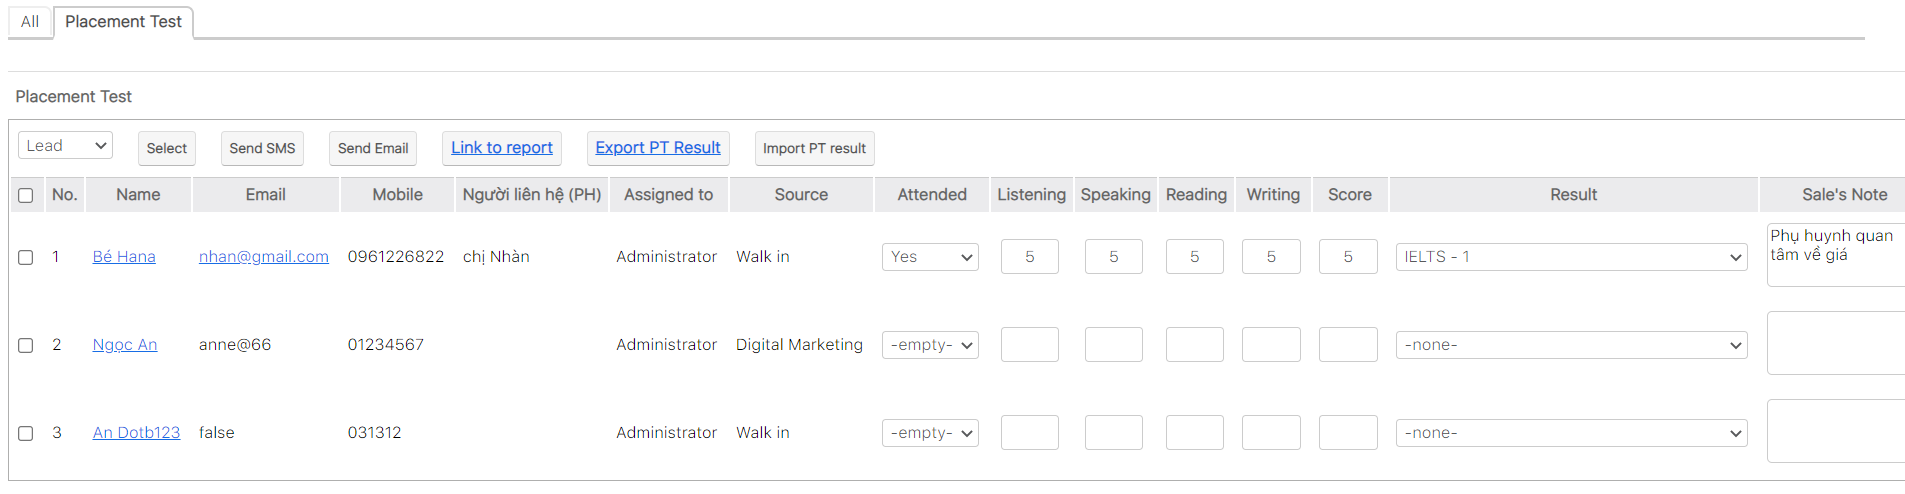 All Placement Test
Placement Test
Lead Select Send SMS Send Email Link to report Export PT Result Import PT result
No. Name Email Mobile Người liên hệ (PH) Assigned to Source Attended Listening Speaking Reading Writing Score Result Sale's Note
1 Bé Hana nhan@gmail.com 0961226822 chị Nhàn Administrator Walk in Yes 5 5 5 5 5 IELTS - 1 Phụ huynh quan
tâm về giá
2 Ngọc An anne@66 01234567 Administrator Digital Marketing -empty- -none-
3 An Dotb123 false 031312 Administrator Walk in -empty- -none-